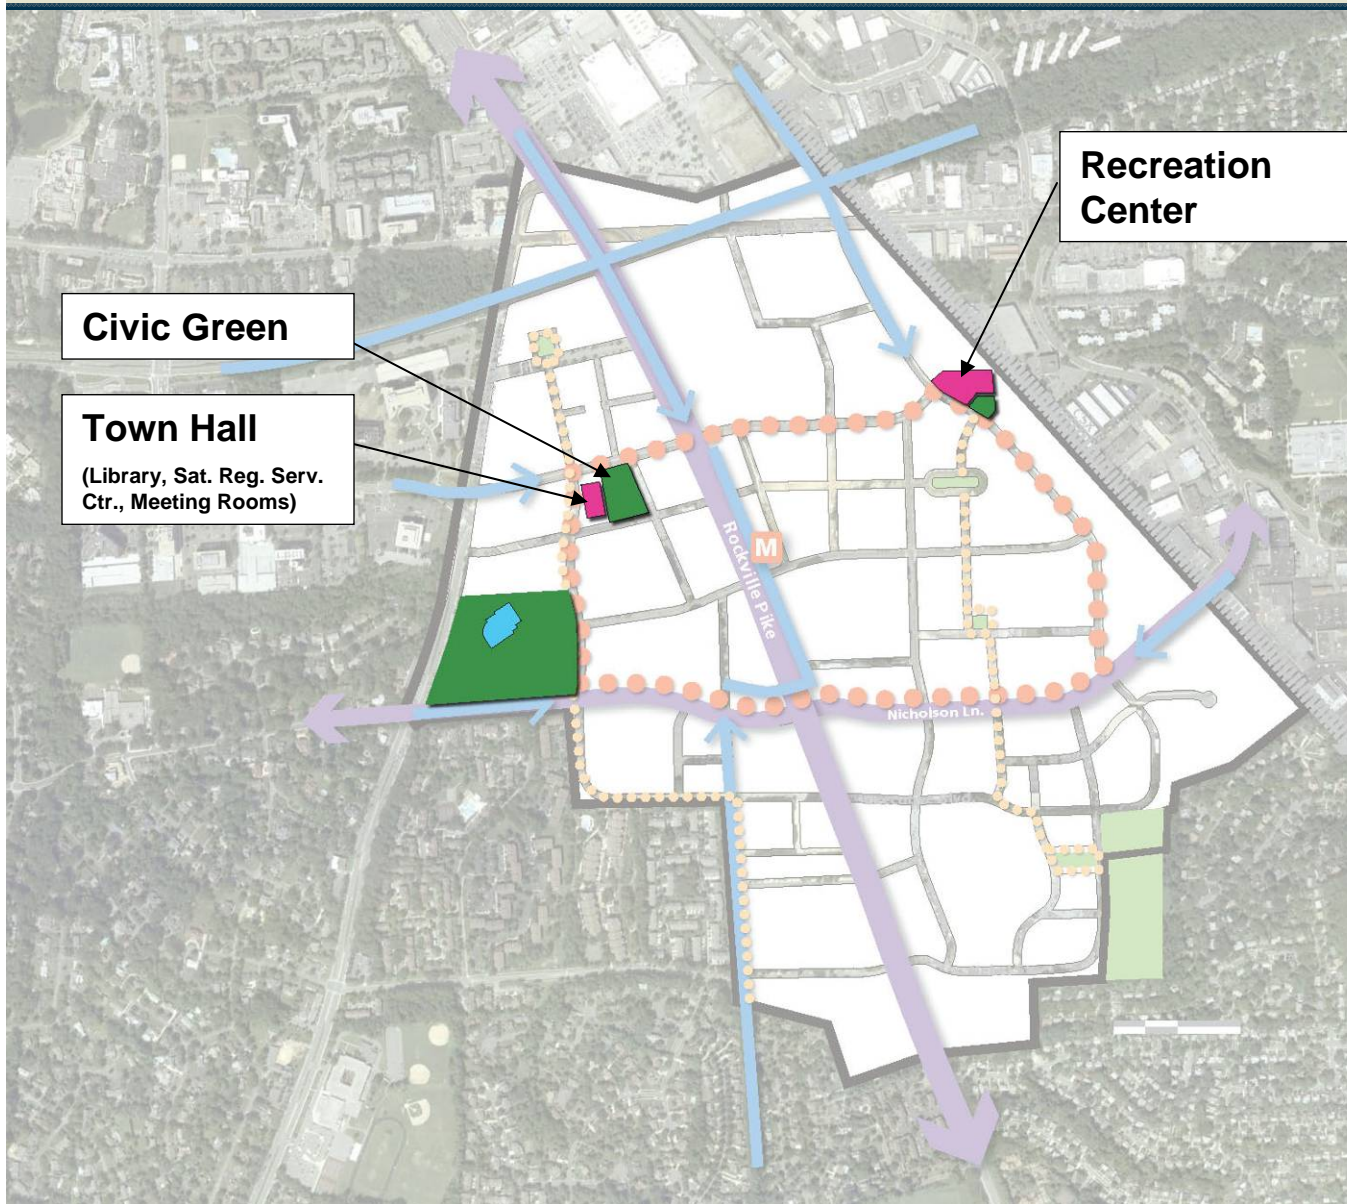 Recreation
Center
Civic Green
Town Hall
(Library, Sat. Reg. Serv.
Ctr., Meeting Rooms)
M
Rockville Pike
Nicholson Ln.